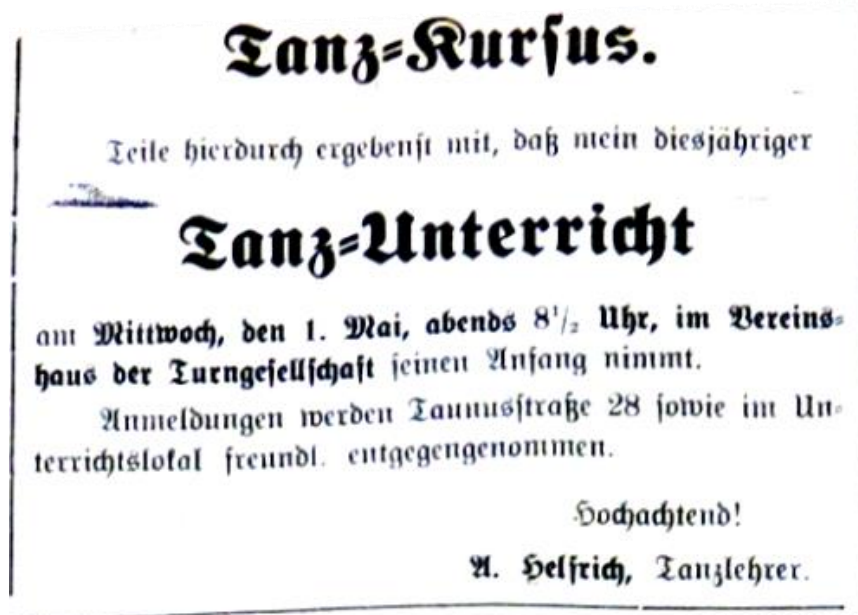 Tanz-Kursus.
Teile hierdurch ergebenst mit, daß mein diesjähriger
Tanz-Unterricht
am Mittwoch, den 1. Mai, abends 8½ Uhr, im Vereins-
haus der Turngesellschaft seinen Anfang nimmt.
Anmeldungen werden Taunusstraße 28 sowie im Un-
terrichtslokal freundl. entgegengenommen.
Hochachtend!
A. Helfrich, Tanzlehrer.